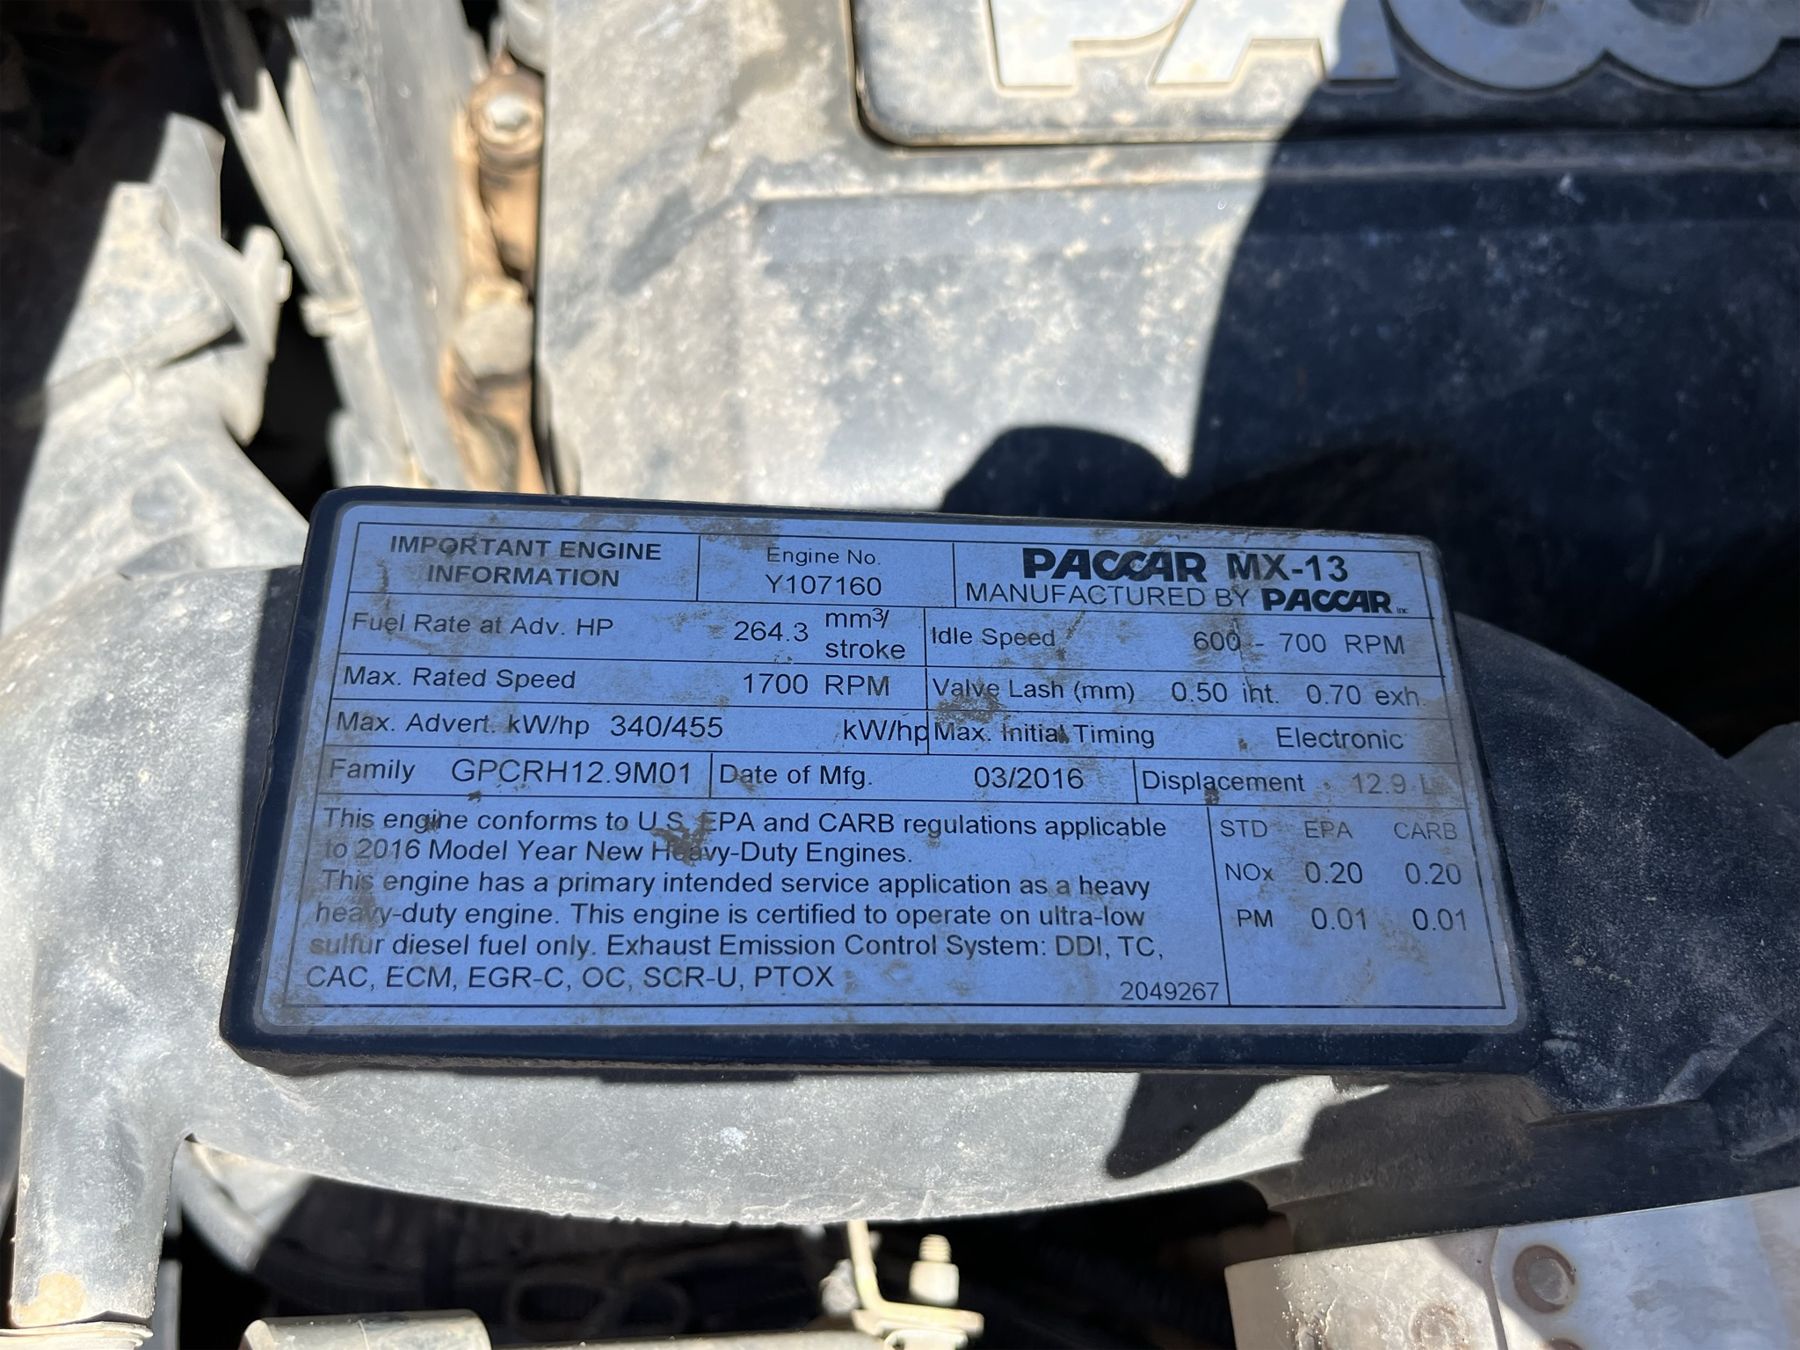 PACC
IMPORTANT ENGINE
INFORMATION
Engine No.
Y107160
PACCAR MX-13
MANUFACTURED BY PACCAR inc
Fuel Rate at Adv. HP 264.3 mm3/
stroke
Idle Speed 600 - 700 RPM
Max. Rated Speed 1700 RPM
Valve Lash (mm) 0.50 int. 0.70 exh.
Max. Advert. kW/hp 340/455 kW/hp
Max. Initial Timing Electronic
Family GPCRH12.9M01
Date of Mfg. 03/2016
Displacement 12.9 L
This engine conforms to U.S. EPA and CARB regulations applicable
to 2016 Model Year New Heavy-Duty Engines.
This engine has a primary intended service application as a heavy
heavy-duty engine. This engine is certified to operate on ultra-low
sulfur diesel fuel only. Exhaust Emission Control System: DDI, TC,
CAC, ECM, EGR-C, OC, SCR-U, PTOX
2049267
STD EPA CARB
NOx 0.20 0.20
PM 0.01 0.01